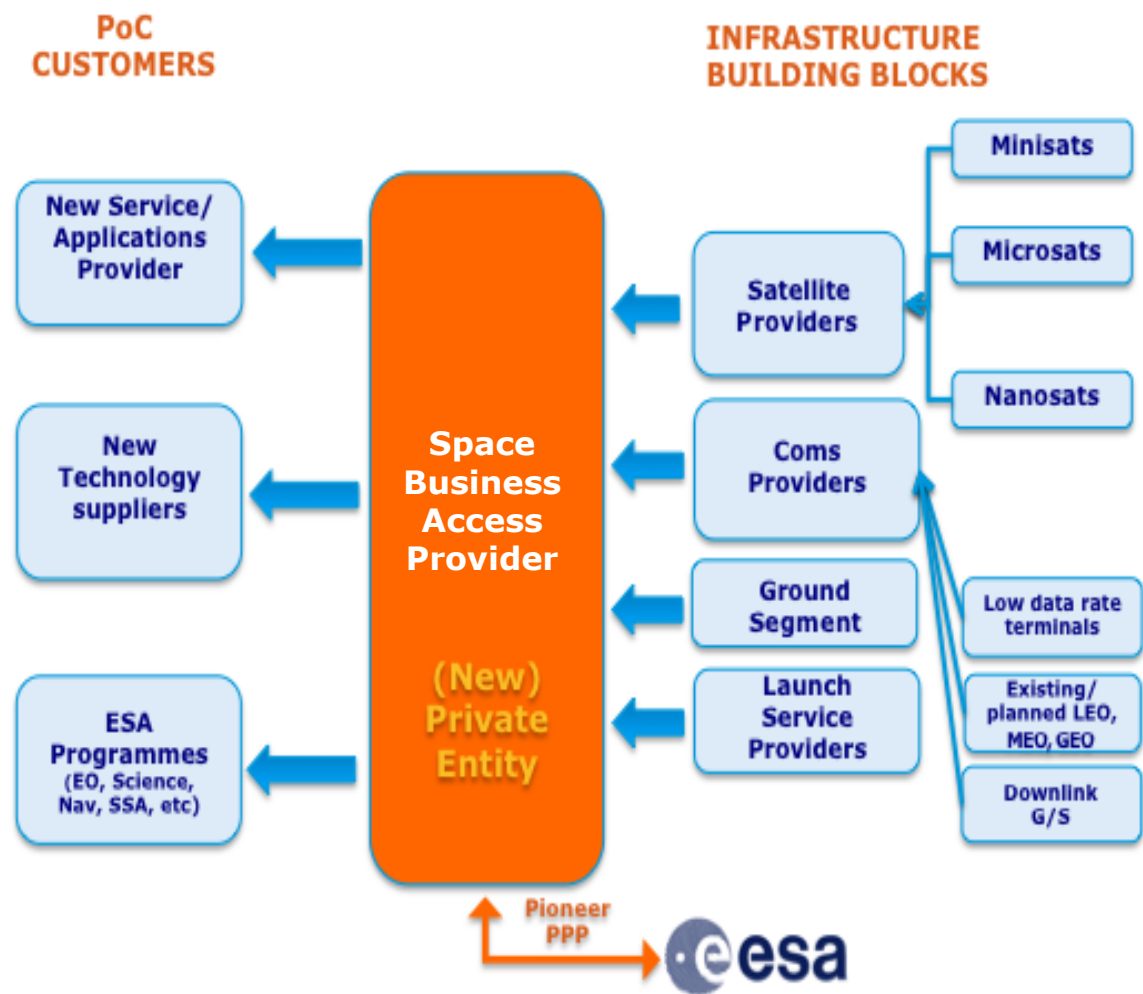 PoC
CUSTOMERS
INFRASTRUCTURE
BUILDING BLOCKS
New Service/
Applications
Provider
New
Technology
suppliers
ESA
Programmes
(EO, Science,
Nav, SSA, etc)
Space
Business
Access
Provider
(New)
Private
Entity
Satellite
Providers
Coms
Providers
Ground
Segment
Launch
Service
Providers
Minisats
Microsats
Nanosats
Low data rate
terminals
Existing/
planned LEO,
MEO, GEO
Downlink
G/S
Pioneer
PPP
esa